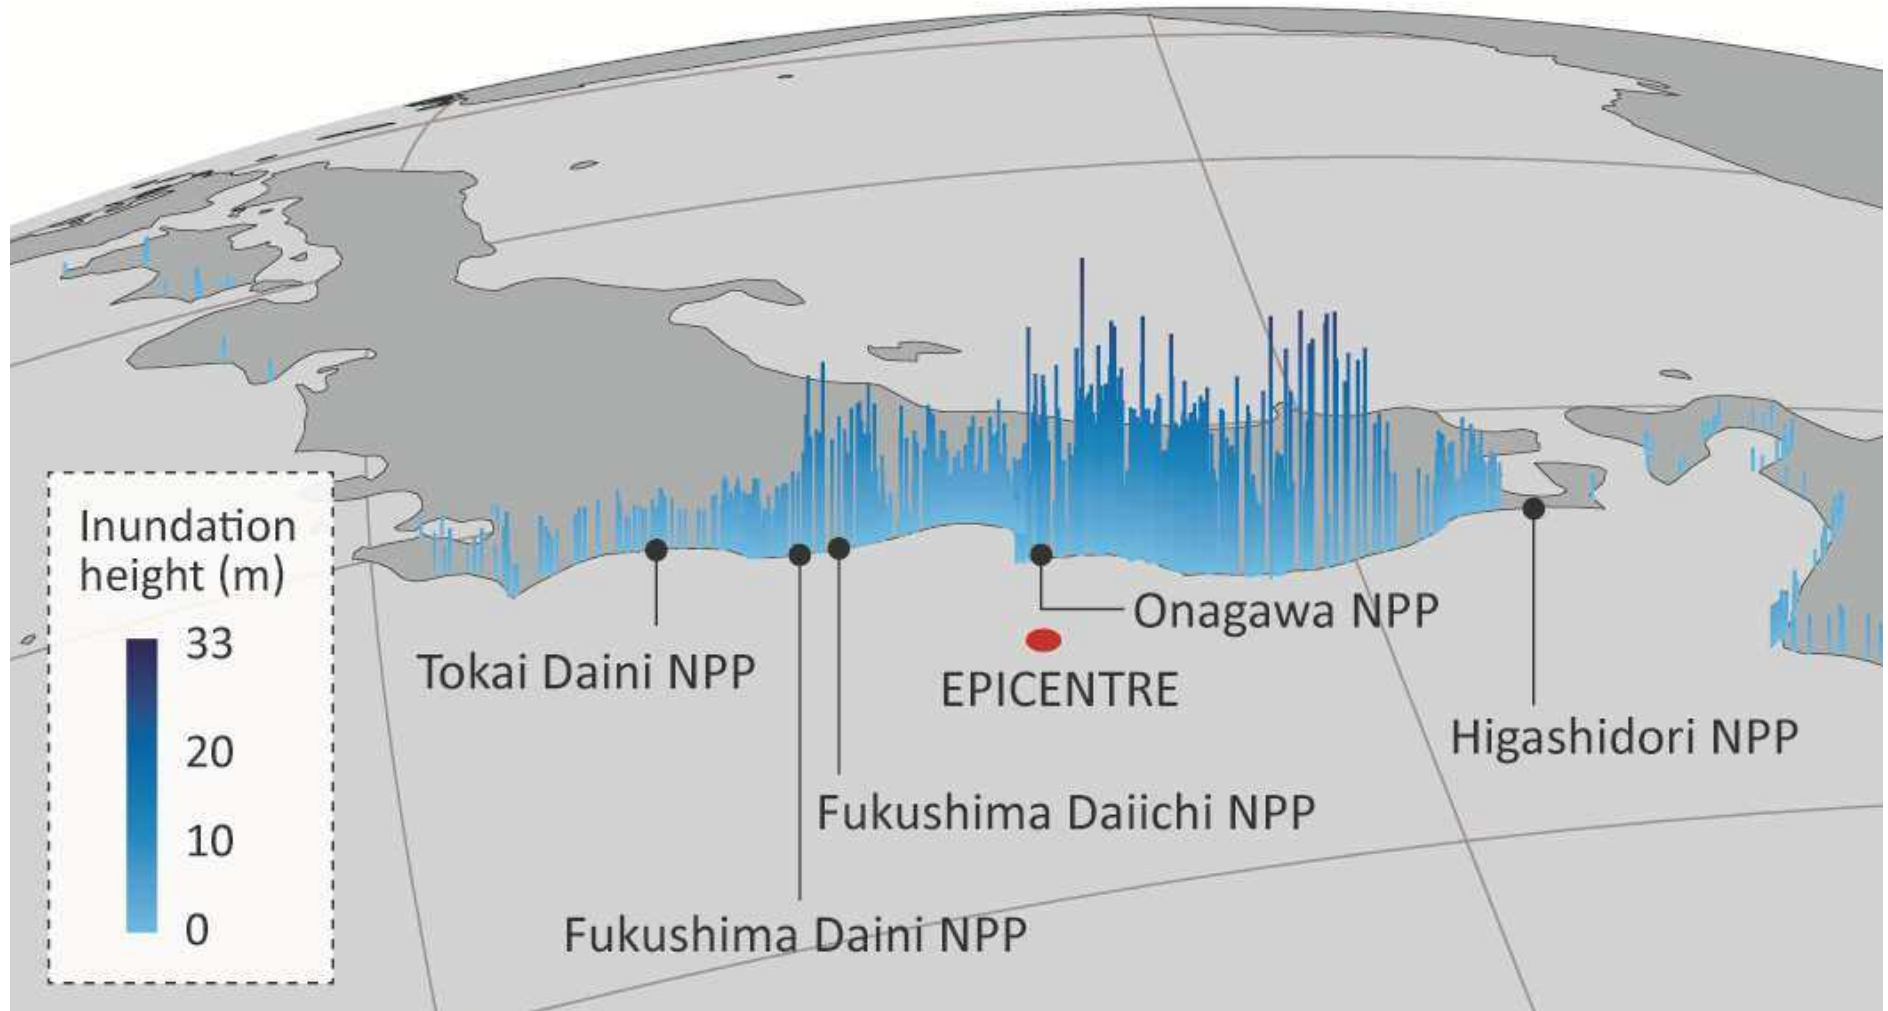 Inundation
height (m)
33
20
10
0
Tokai Daini NPP
Onagawa NPP
EPICENTRE
Higashidori NPP
Fukushima Daiichi NPP
Fukushima Daini NPP